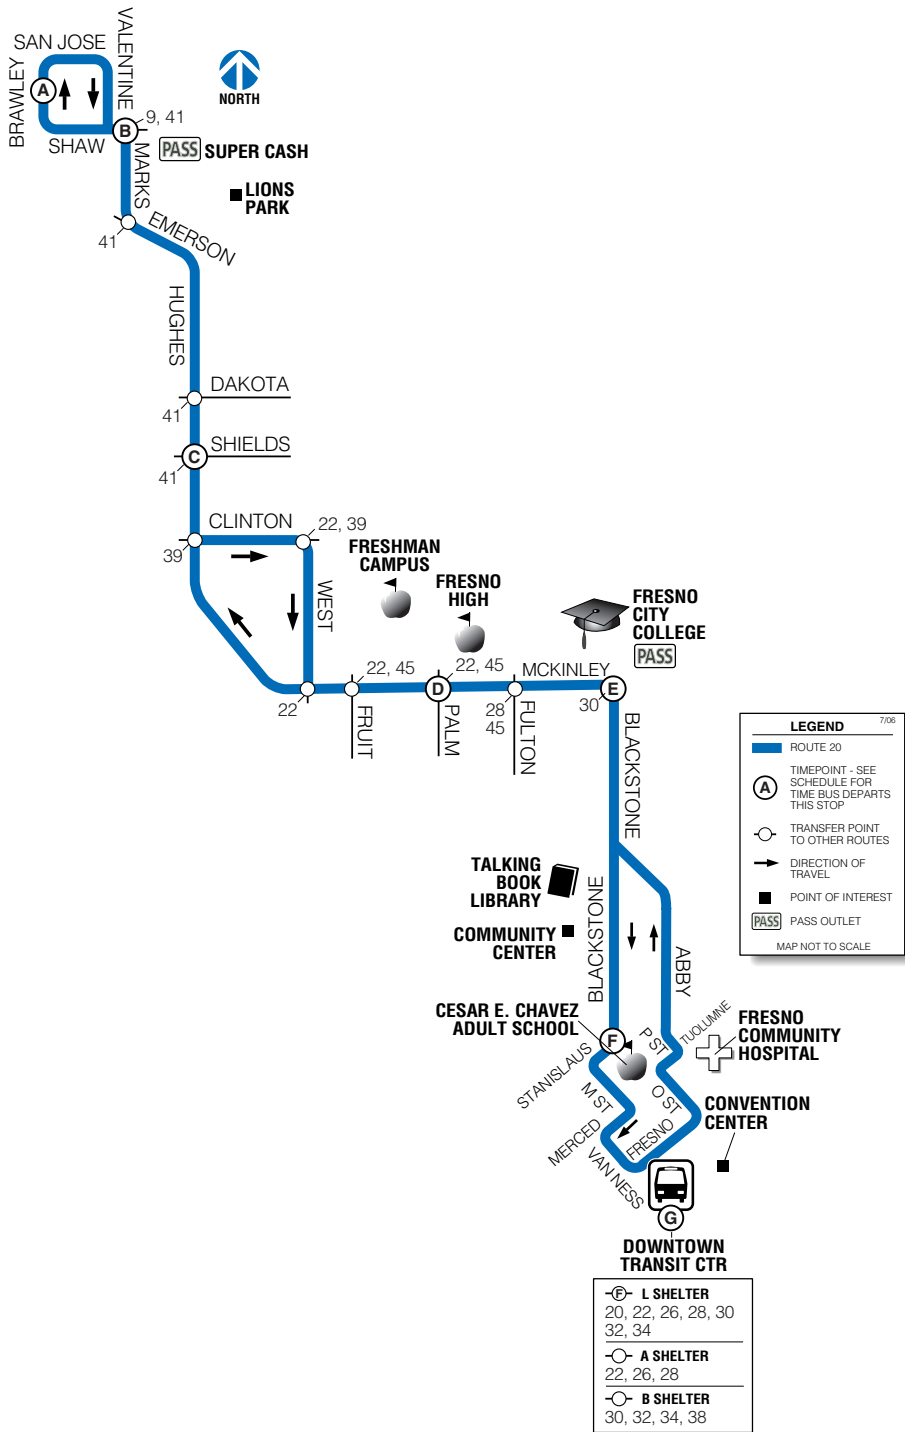 SAN JOSE
VALENTINE
BRAWLEY
A
SHAW
B
9, 41
NORTH
PASS SUPER CASH
MARKS
LIONS
PARK
41
EMERSON
HUGHES
DAKOTA
41
SHIELDS
C
41
CLINTON
39
22, 39
WEST
FRESHMAN
CAMPUS
FRESNO
HIGH
FRESNO
CITY
COLLEGE
PASS
22
22, 45
FRUIT
D
22, 45
PALM
28
45
FULTON
MCKINLEY
E
30
BLACKSTONE
LEGEND
7/06
ROUTE 20
A
TIMEPOINT - SEE
SCHEDULE FOR
TIME BUS DEPARTS
THIS STOP
TRANSFER POINT
TO OTHER ROUTES
DIRECTION OF
TRAVEL
POINT OF INTEREST
PASS PASS OUTLET
MAP NOT TO SCALE
TALKING
BOOK
LIBRARY
COMMUNITY
CENTER
BLACKSTONE
ABBY
CESAR E. CHAVEZ
ADULT SCHOOL
F
P ST
TUOLUMNE
FRESNO
COMMUNITY
HOSPITAL
STANISLAUS
M ST
O ST
CONVENTION
CENTER
MERCED
FRESNO
VAN NESS
G
DOWNTOWN
TRANSIT CTR
F L SHELTER
20, 22, 26, 28, 30
32, 34
A SHELTER
22, 26, 28
B SHELTER
30, 32, 34, 38